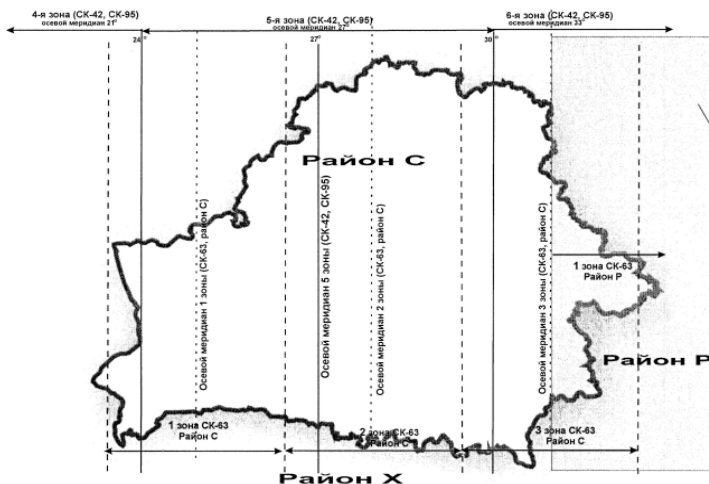 4-я зона (СК-42, СК-95)
осевой меридиан 21°
5-я зона (СК-42, СК-95)
осевой меридиан 27°
6-я зона (СК-42, СК-95)
осевой меридиан 33°
24°
27°
30°
Район С
Осевой меридиан 1 зоны (СК-63, район С)
Осевой меридиан 5 зоны (СК-42, СК-95)
Осевой меридиан 2 зоны (СК-63, район С)
Осевой меридиан 3 зоны (СК-63, район С)
1 зона СК-63
Район Р
Район Р
1 зона СК-63
Район С
2 зона СК-63
Район С
3 зона СК-63
Район С
Район Х